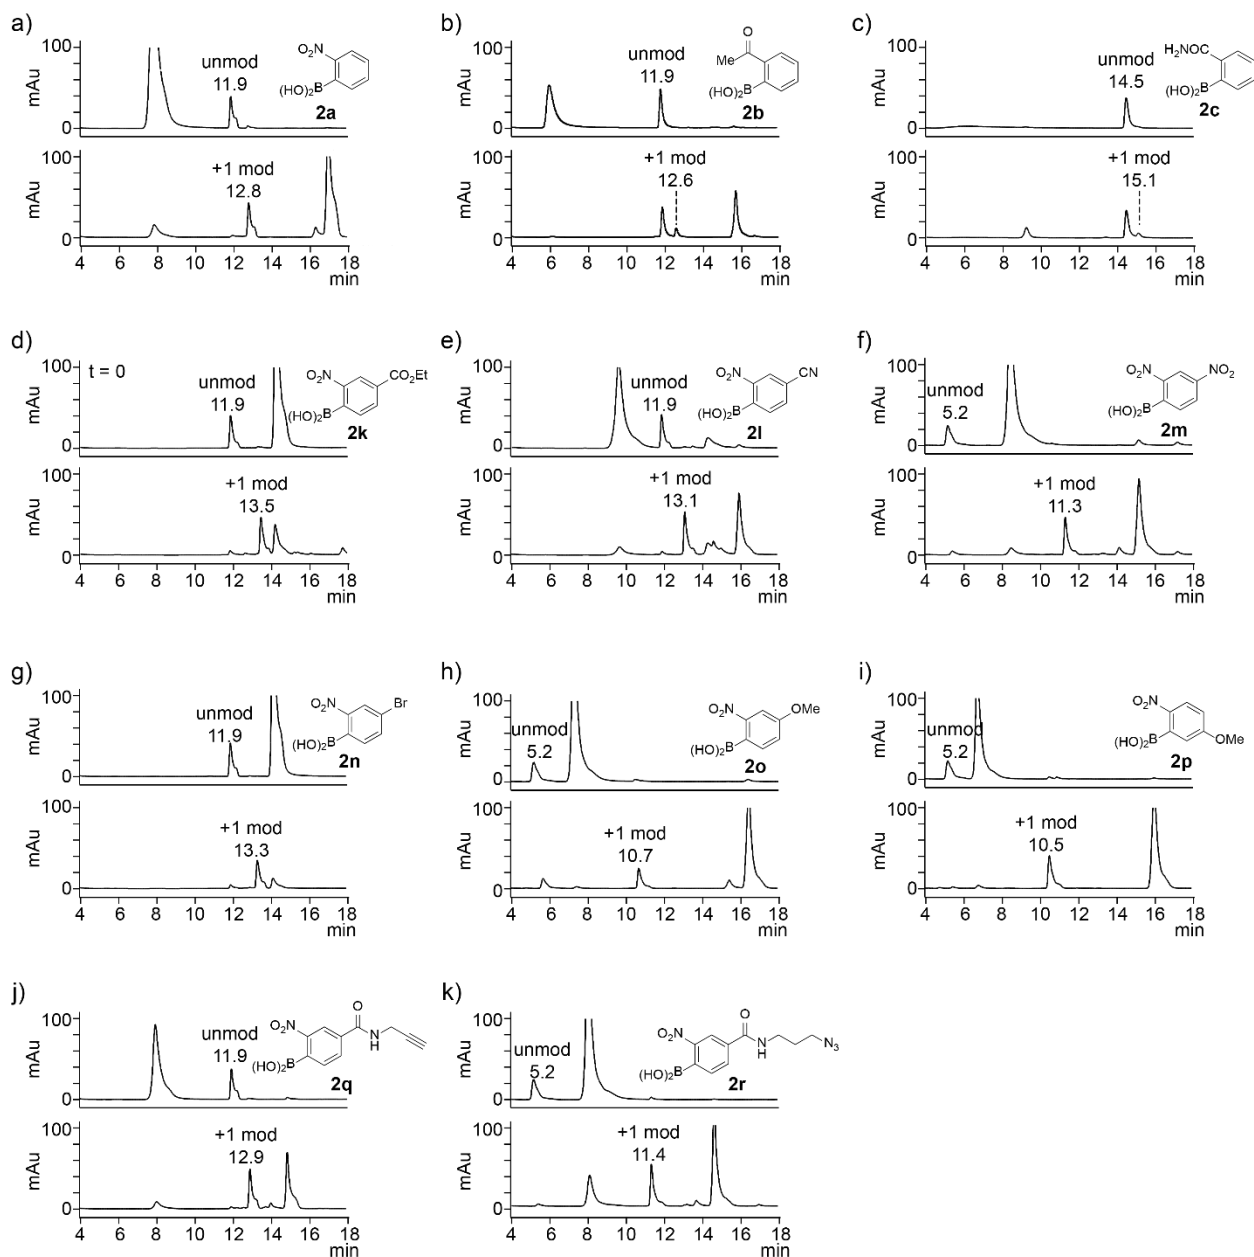 a)
100
mAu
0
unmod
11.9
O₂N
(HO)₂B
2a
100
mAu
0
+1 mod
12.8
4 6 8 10 12 14 16 18
min
b)
100
mAu
0
unmod
11.9
O
Me
(HO)₂B
2b
100
mAu
0
+1 mod
12.6
4 6 8 10 12 14 16 18
min
c)
100
mAu
0
unmod
14.5
H₂NOC
(HO)₂B
2c
100
mAu
0
+1 mod
15.1
4 6 8 10 12 14 16 18
min
d)
100
mAu
0
t = 0
unmod
11.9
NO₂
CO₂Et
(HO)₂B
2k
100
mAu
0
+1 mod
13.5
4 6 8 10 12 14 16 18
min
e)
100
mAu
0
unmod
11.9
NO₂
CN
(HO)₂B
2l
100
mAu
0
+1 mod
13.1
4 6 8 10 12 14 16 18
min
f)
100
mAu
0
unmod
5.2
NO₂
NO₂
(HO)₂B
2m
100
mAu
0
+1 mod
11.3
4 6 8 10 12 14 16 18
min
g)
100
mAu
0
unmod
11.9
O₂N
Br
(HO)₂B
2n
100
mAu
0
+1 mod
13.3
4 6 8 10 12 14 16 18
min
h)
100
mAu
0
unmod
5.2
O₂N
OMe
(HO)₂B
2o
100
mAu
0
+1 mod
10.7
4 6 8 10 12 14 16 18
min
i)
100
mAu
0
unmod
5.2
NO₂
(HO)₂B
OMe
2p
100
mAu
0
+1 mod
10.5
4 6 8 10 12 14 16 18
min
j)
100
mAu
0
unmod
11.9
NO₂
O
N
H
(HO)₂B
2q
100
mAu
0
+1 mod
12.9
4 6 8 10 12 14 16 18
min
k)
100
mAu
0
unmod
5.2
NO₂
O
N
H
N₃
(HO)₂B
2r
100
mAu
0
+1 mod
11.4
4 6 8 10 12 14 16 18
min